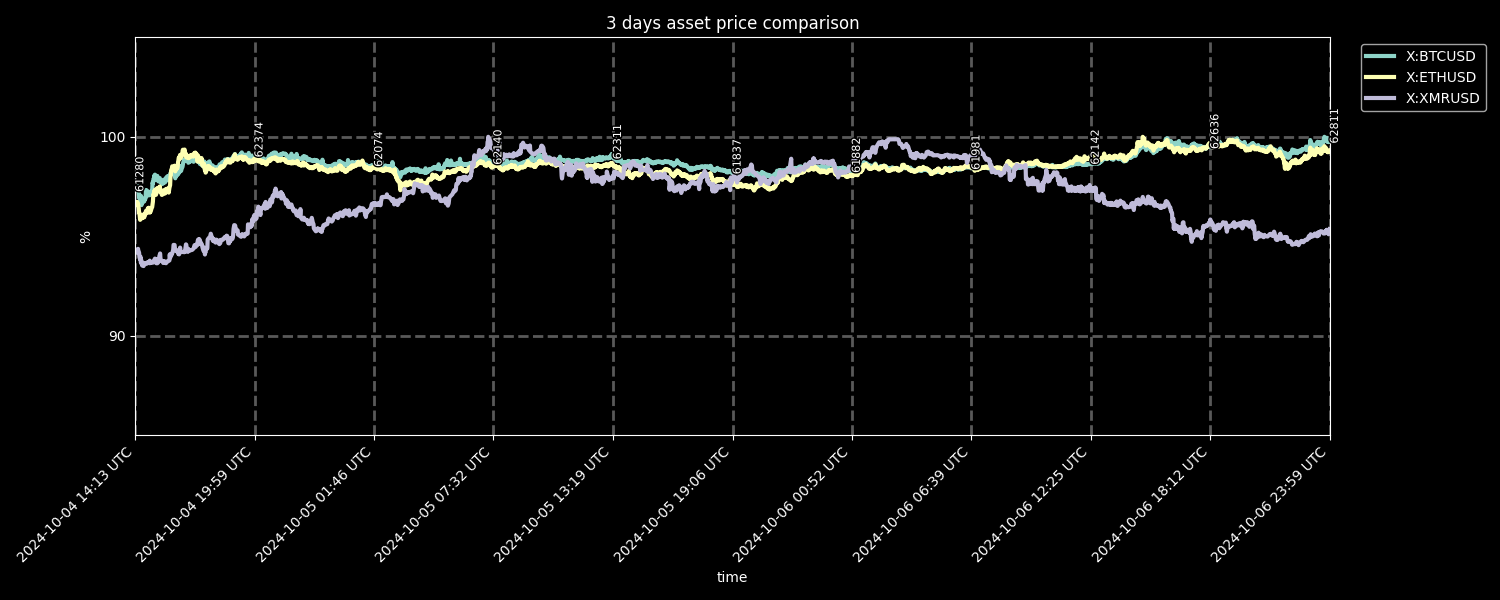 3 days asset price comparison
X:BTCUSD
X:ETHUSD
X:XMRUSD
100
90
%
61280
62374
62074
62140
62311
61837
61882
61981
62142
62636
62811
2024-10-04 14:13 UTC
2024-10-04 19:59 UTC
2024-10-05 01:46 UTC
2024-10-05 07:32 UTC
2024-10-05 13:19 UTC
2024-10-05 19:06 UTC
2024-10-06 00:52 UTC
2024-10-06 06:39 UTC
2024-10-06 12:25 UTC
2024-10-06 18:12 UTC
2024-10-06 23:59 UTC
time